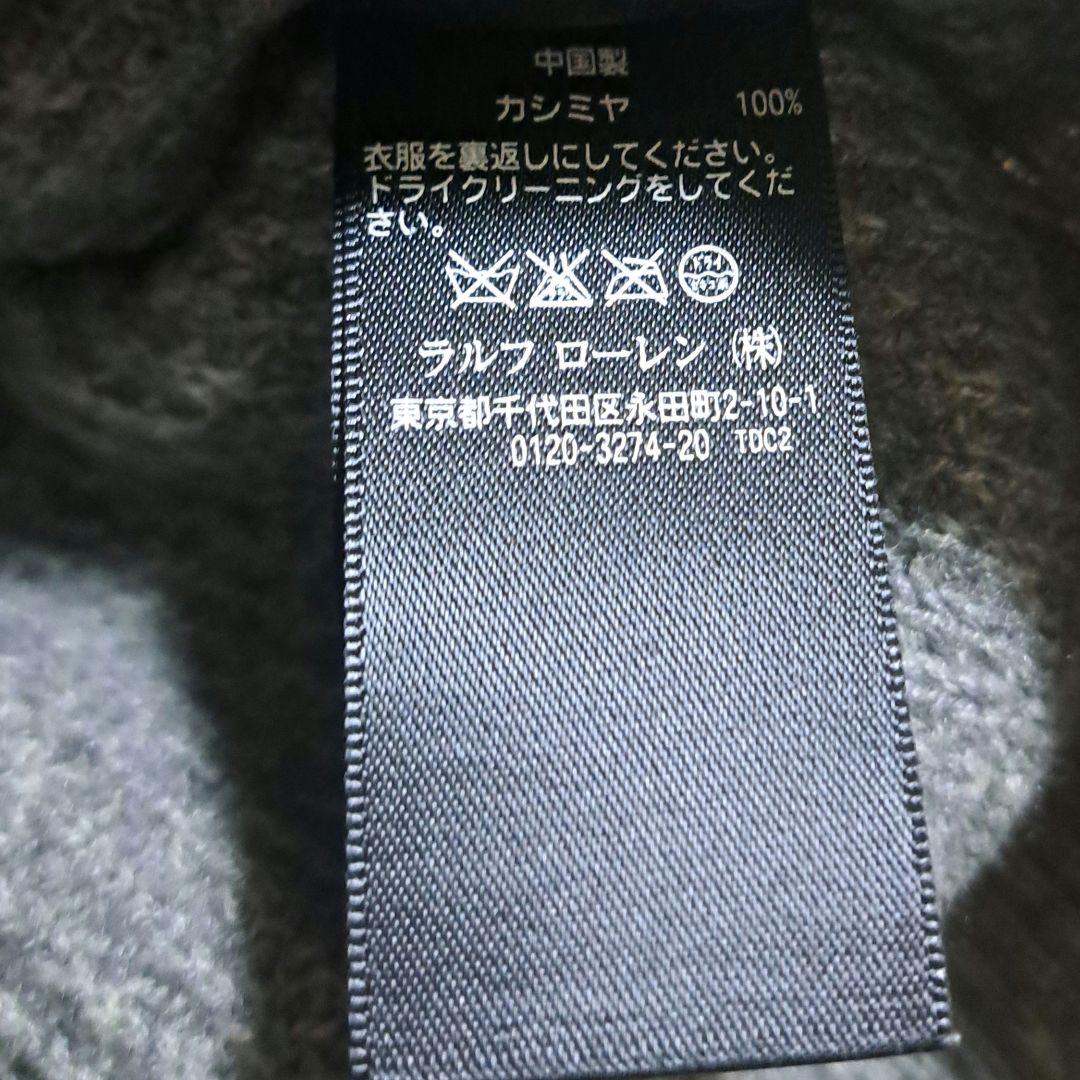 中国製
カシミヤ 100%
衣服を裏返しにしてください。
ドライクリーニングをしてくだ
さい。
ラルフ ローレン (株)
東京都千代田区永田町2-10-1
0120-3274-20 TOC2